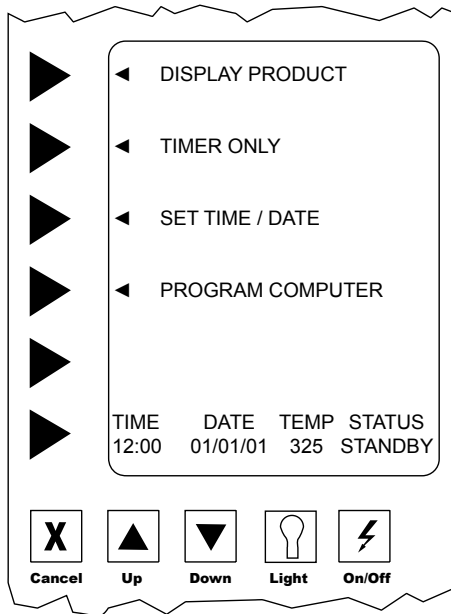 DISPLAY PRODUCT
TIMER ONLY
SET TIME / DATE
PROGRAM COMPUTER
TIME DATE TEMP STATUS
12:00 01/01/01 325 STANDBY
X
Cancel Up Down Light On/Off